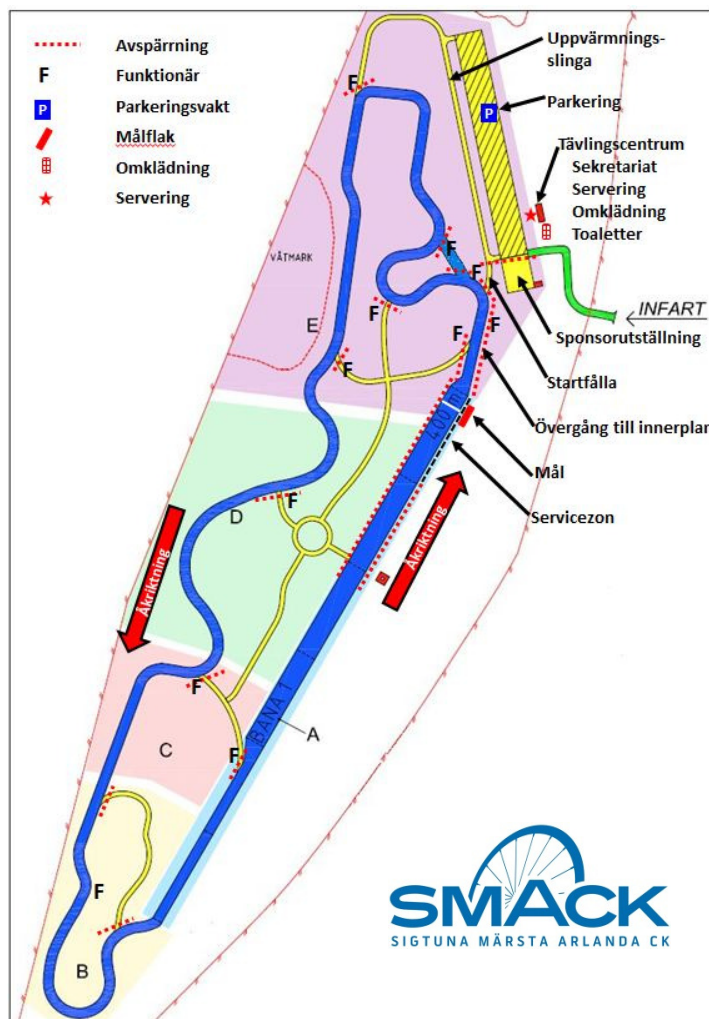 Avspärrning
F Funktionär
P Parkeringsvakt
Målflak
Omklädning
Servering
Uppvärmnings-
slinga
Parkering
P
Tävlingscentrum
Sekretariat
Servering
Omklädning
Toaletter
INFART
Sponsorutställning
Startfålla
Övergång till innerplan
Mål
Servicezon
F
F
F
VÅTMARK
F
E
F
F
F
400 m
F
D
Åkriktning
Åkriktning
F
C
F
BANA 1
A
F
B
SMACK
SIGTUNA MÄRSTA ARLANDA CK